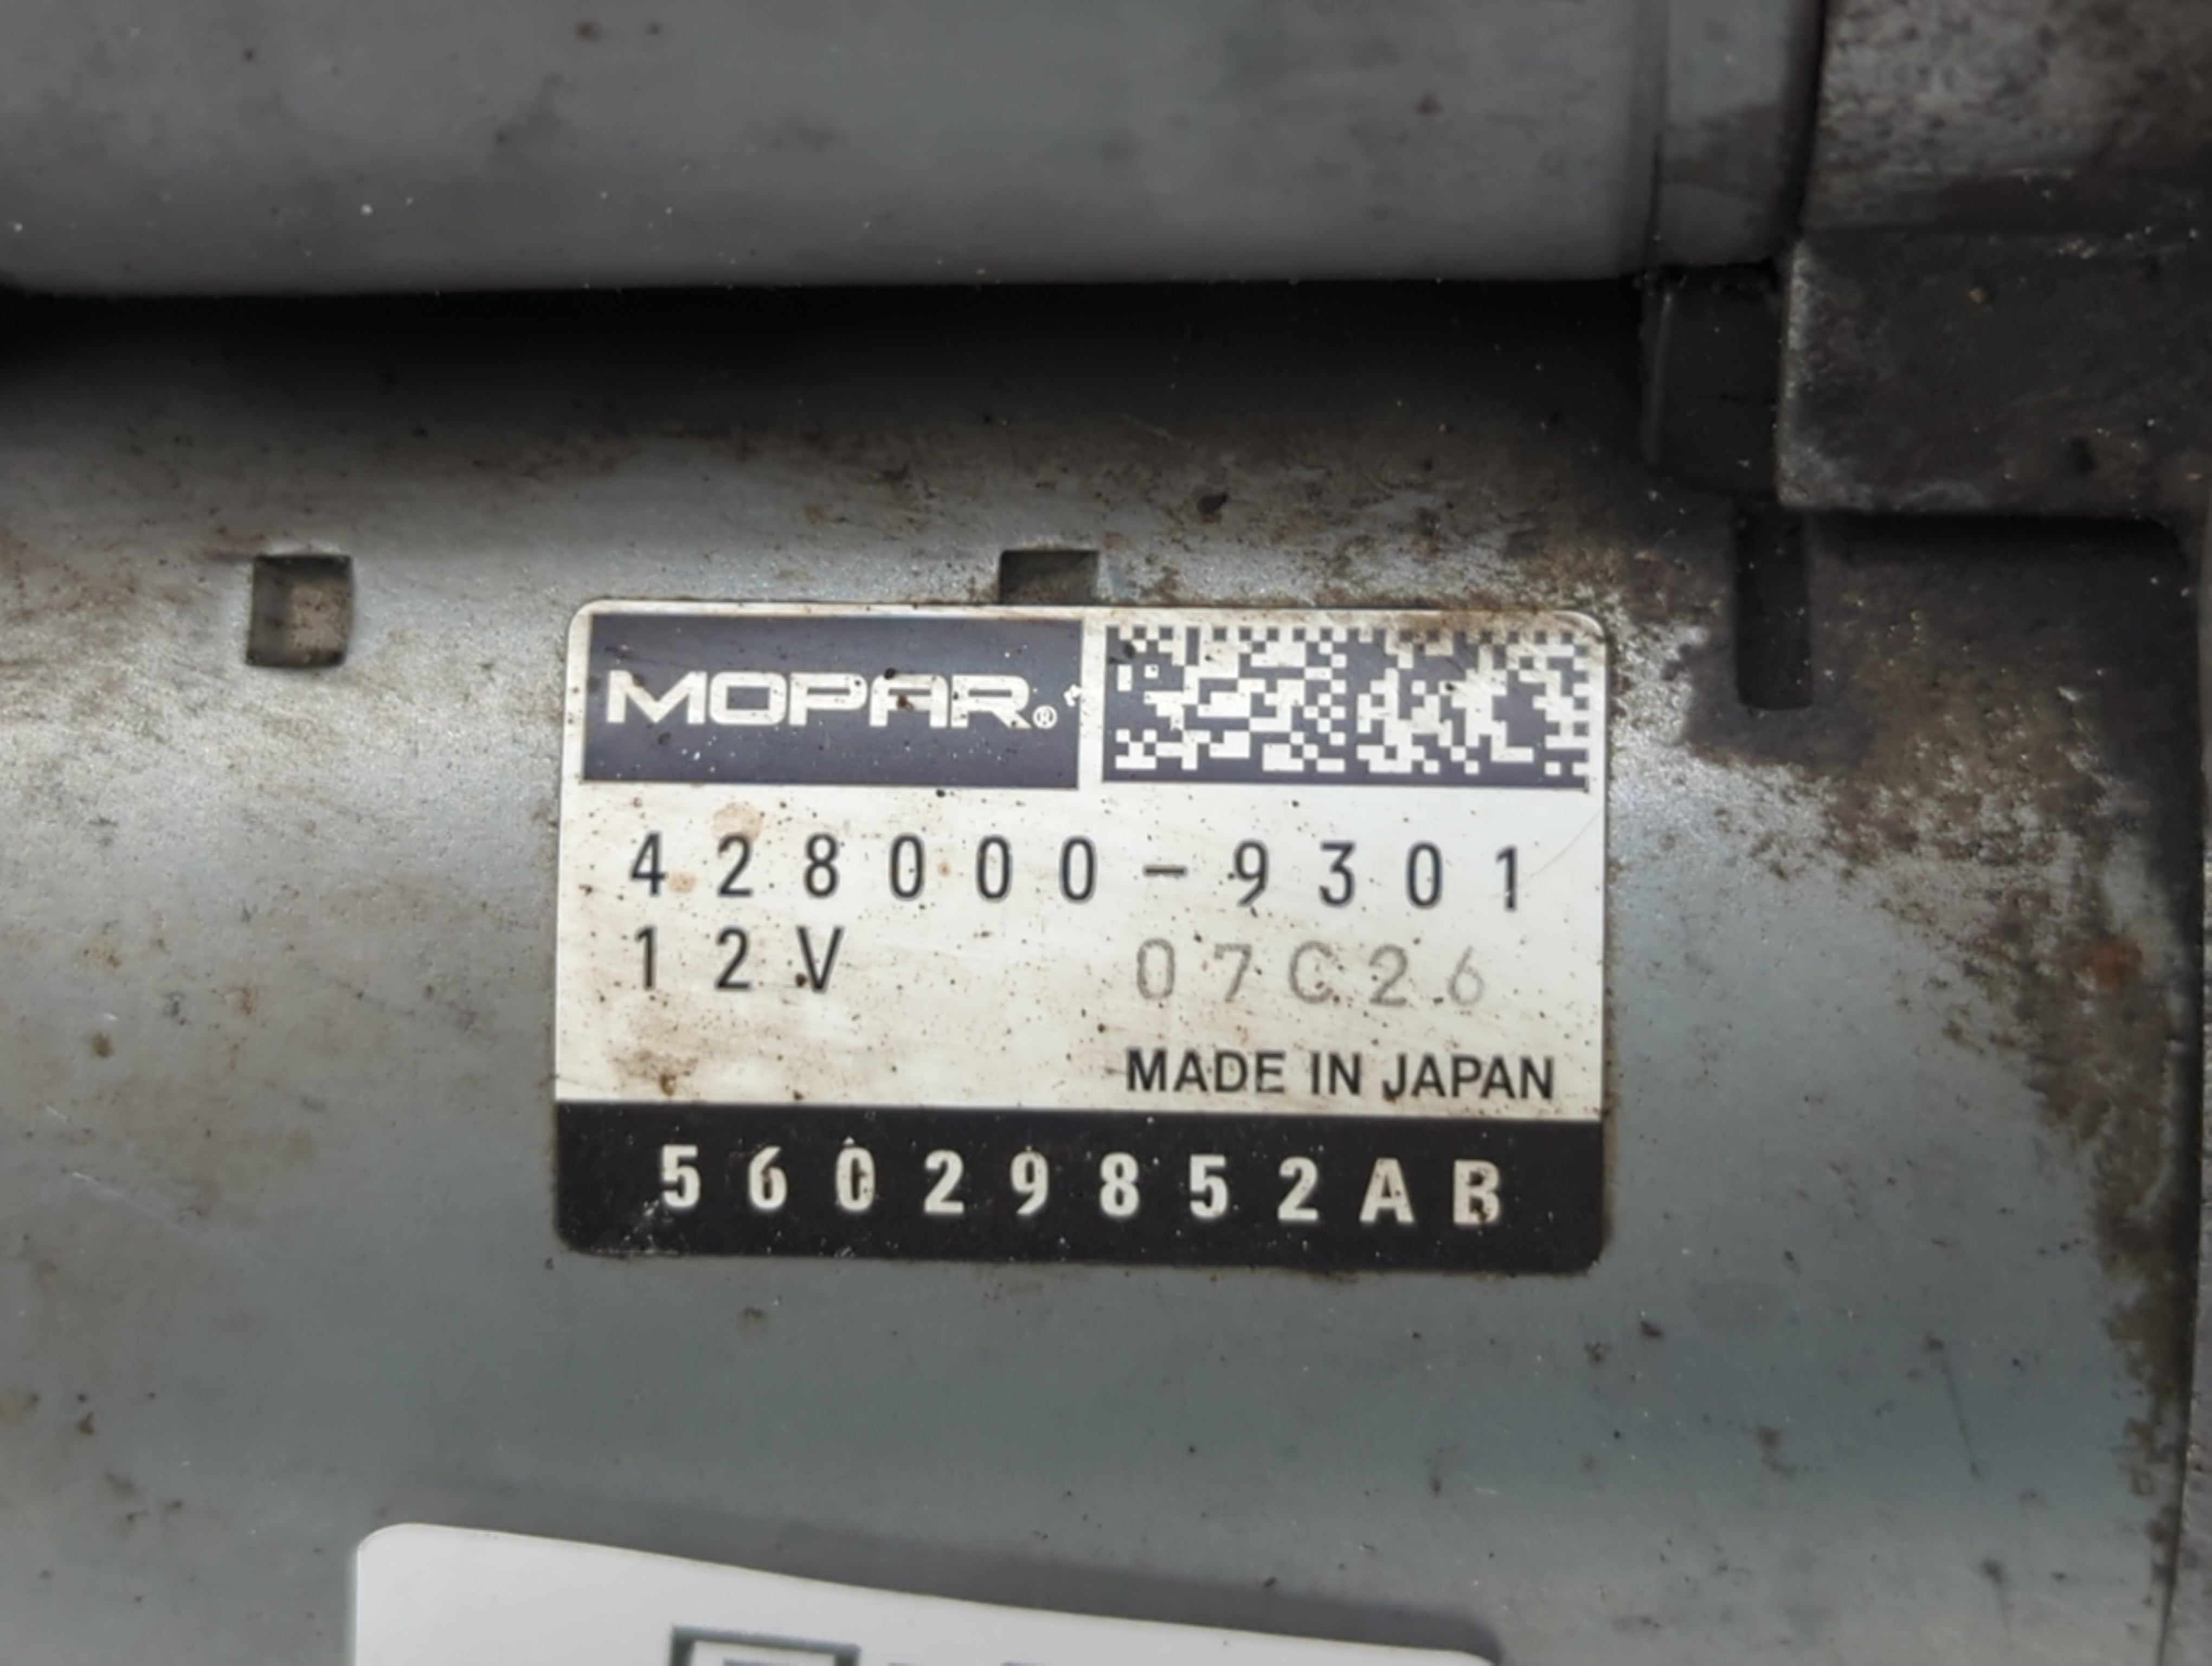 MOPAR®
428000-9301
12V 07C26
MADE IN JAPAN
56029852AB